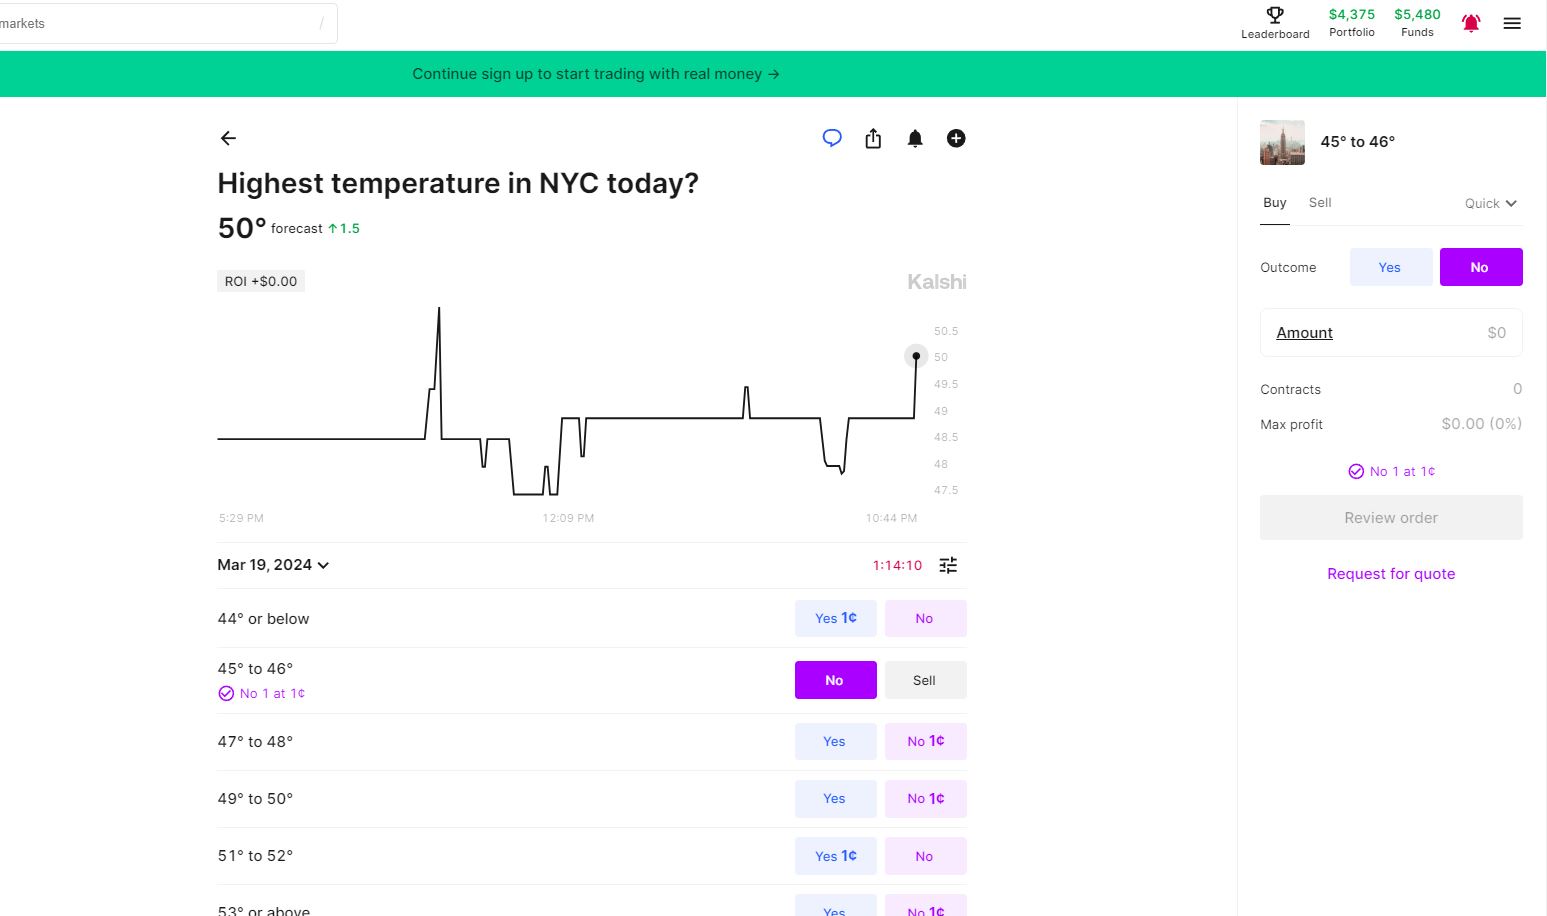 markets /
Leaderboard
$4,375
Portfolio
$5,480
Funds
Continue sign up to start trading with real money →
Highest temperature in NYC today?
50° forecast ↑1.5
ROI +$0.00
Kalshi
50.5
50
49.5
49
48.5
48
47.5
5:29 PM 12:09 PM 10:44 PM
Mar 19, 2024 1:14:10
44° or below Yes 1¢ No
45° to 46° No Sell
No 1 at 1¢
47° to 48° Yes No 1¢
49° to 50° Yes No 1¢
51° to 52° Yes 1¢ No
53° or above Yes No 1¢
45° to 46°
Buy Sell Quick
Outcome Yes No
Amount $0
Contracts 0
Max profit $0.00 (0%)
No 1 at 1¢
Review order
Request for quote